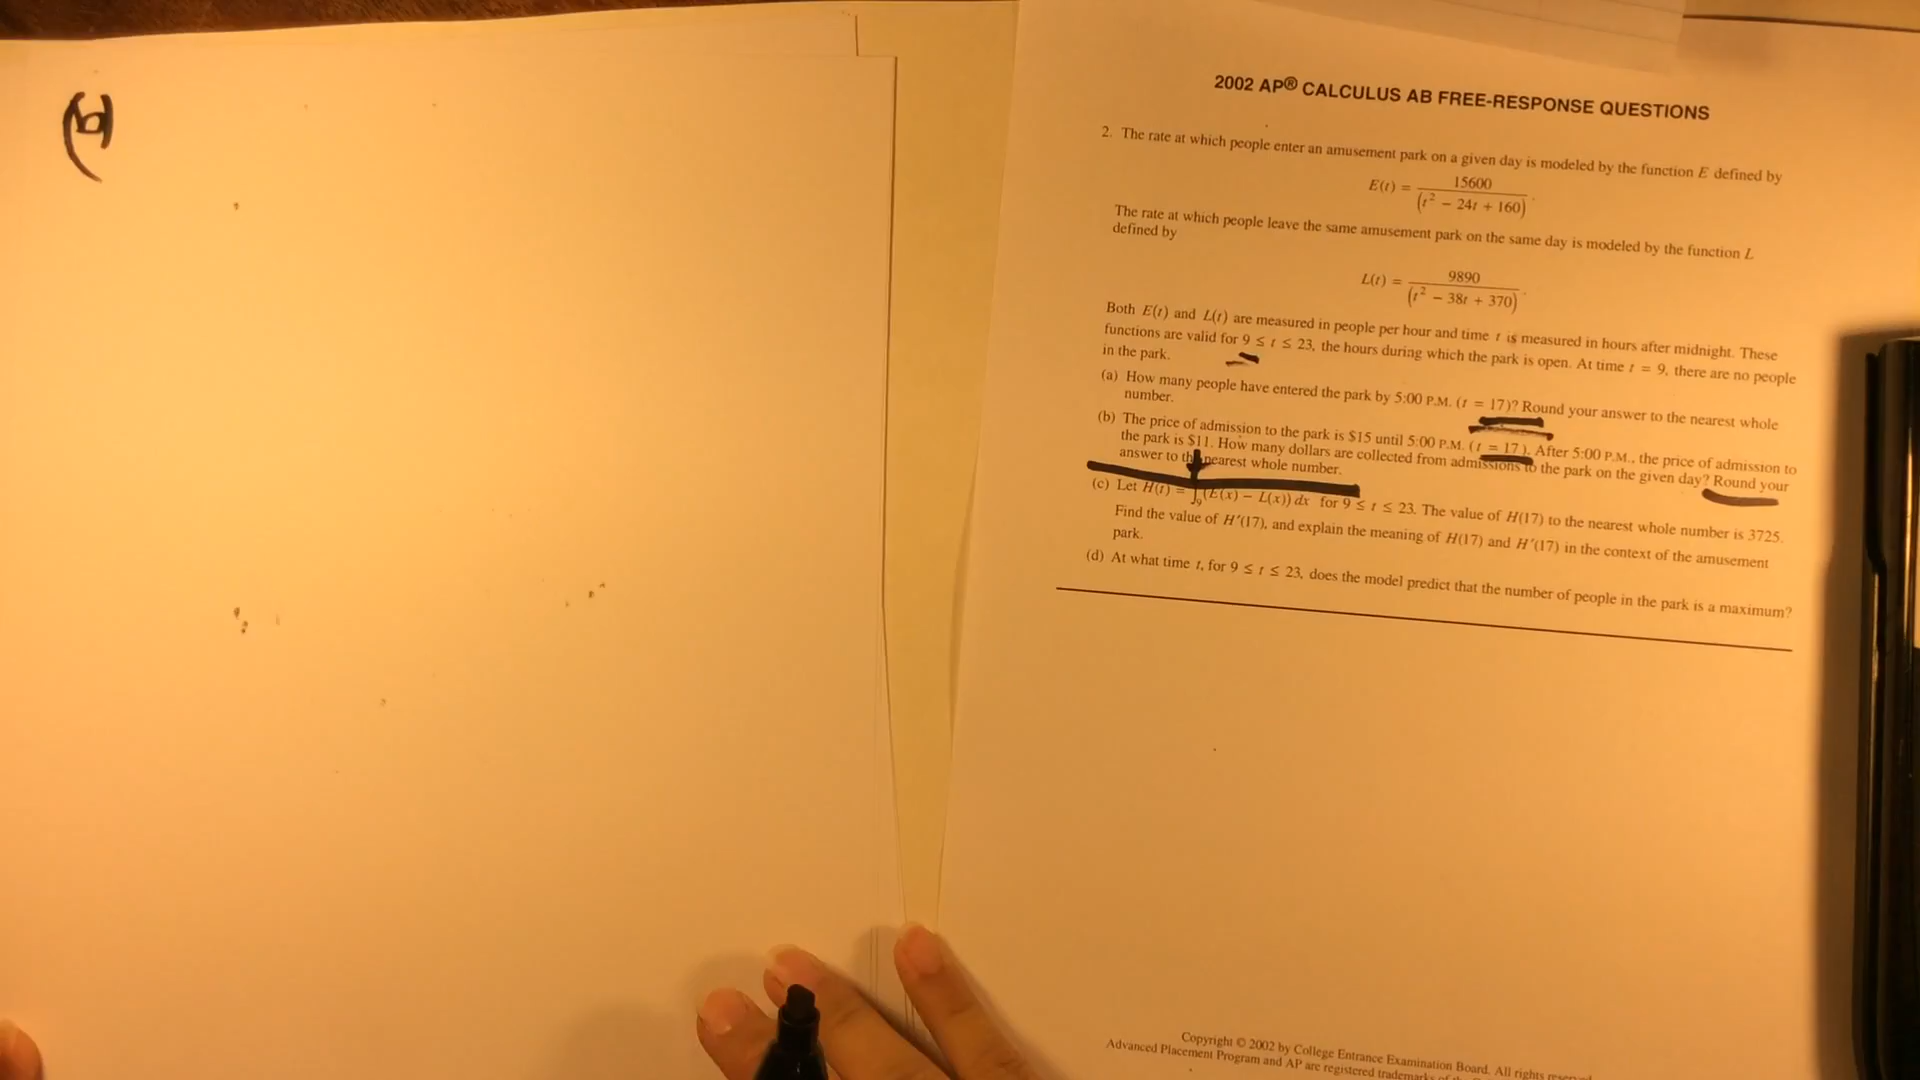 (b)
2002 AP® CALCULUS AB FREE-RESPONSE QUESTIONS
2. The rate at which people enter an amusement park on a given day is modeled by the function E defined by
E(t) = 15600 / (t² − 24t + 160).
The rate at which people leave the same amusement park on the same day is modeled by the function L
defined by
L(t) = 9890 / (t² − 38t + 370).
Both E(t) and L(t) are measured in people per hour and time t is measured in hours after midnight. These
functions are valid for 9 ≤ t ≤ 23, the hours during which the park is open. At time t = 9, there are no people
in the park.
(a) How many people have entered the park by 5:00 P.M. (t = 17)? Round your answer to the nearest whole
number.
(b) The price of admission to the park is $15 until 5:00 P.M. (t = 17). After 5:00 P.M., the price of admission to
the park is $11. How many dollars are collected from admissions to the park on the given day? Round your
answer to the nearest whole number.
(c) Let H(t) = ∫₉ (E(x) − L(x)) dx for 9 ≤ t ≤ 23. The value of H(17) to the nearest whole number is 3725.
Find the value of H′(17), and explain the meaning of H(17) and H′(17) in the context of the amusement
park.
(d) At what time t, for 9 ≤ t ≤ 23, does the model predict that the number of people in the park is a maximum?
Copyright © 2002 by College Entrance Examination Board. All rights
Advanced Placement Program and AP are registered trademarks